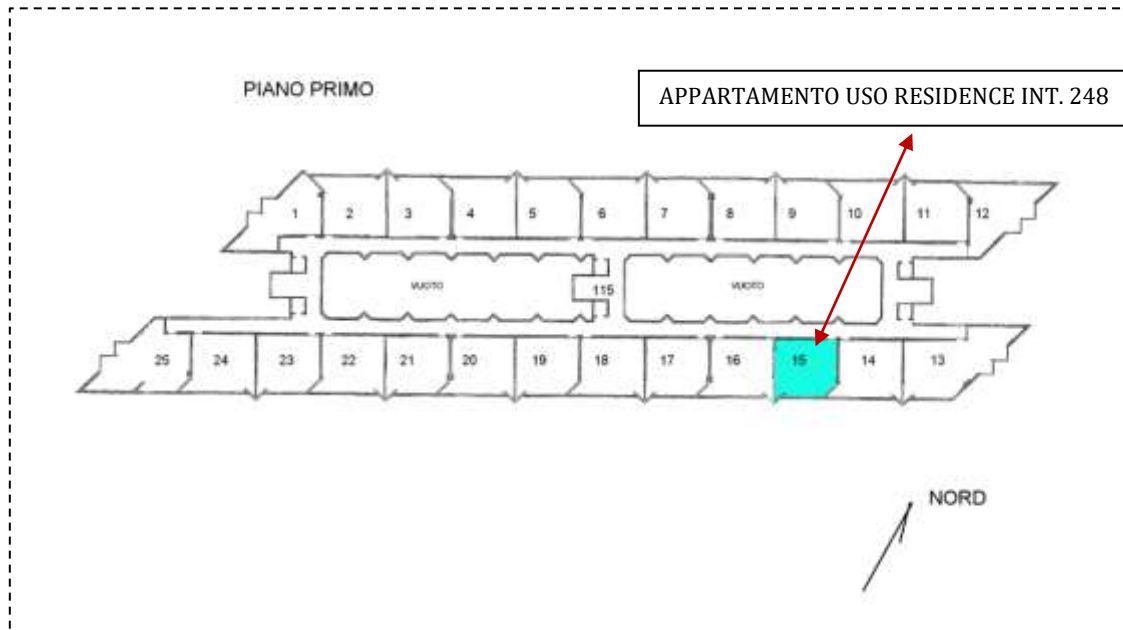 PIANO PRIMO
APPARTAMENTO USO RESIDENCE INT. 248
1 2 3 4 5 6 7 8 9 10 11 12
VUOTO 115 VUOTO
25 24 23 22 21 20 19 18 17 16 15 14 13
NORD